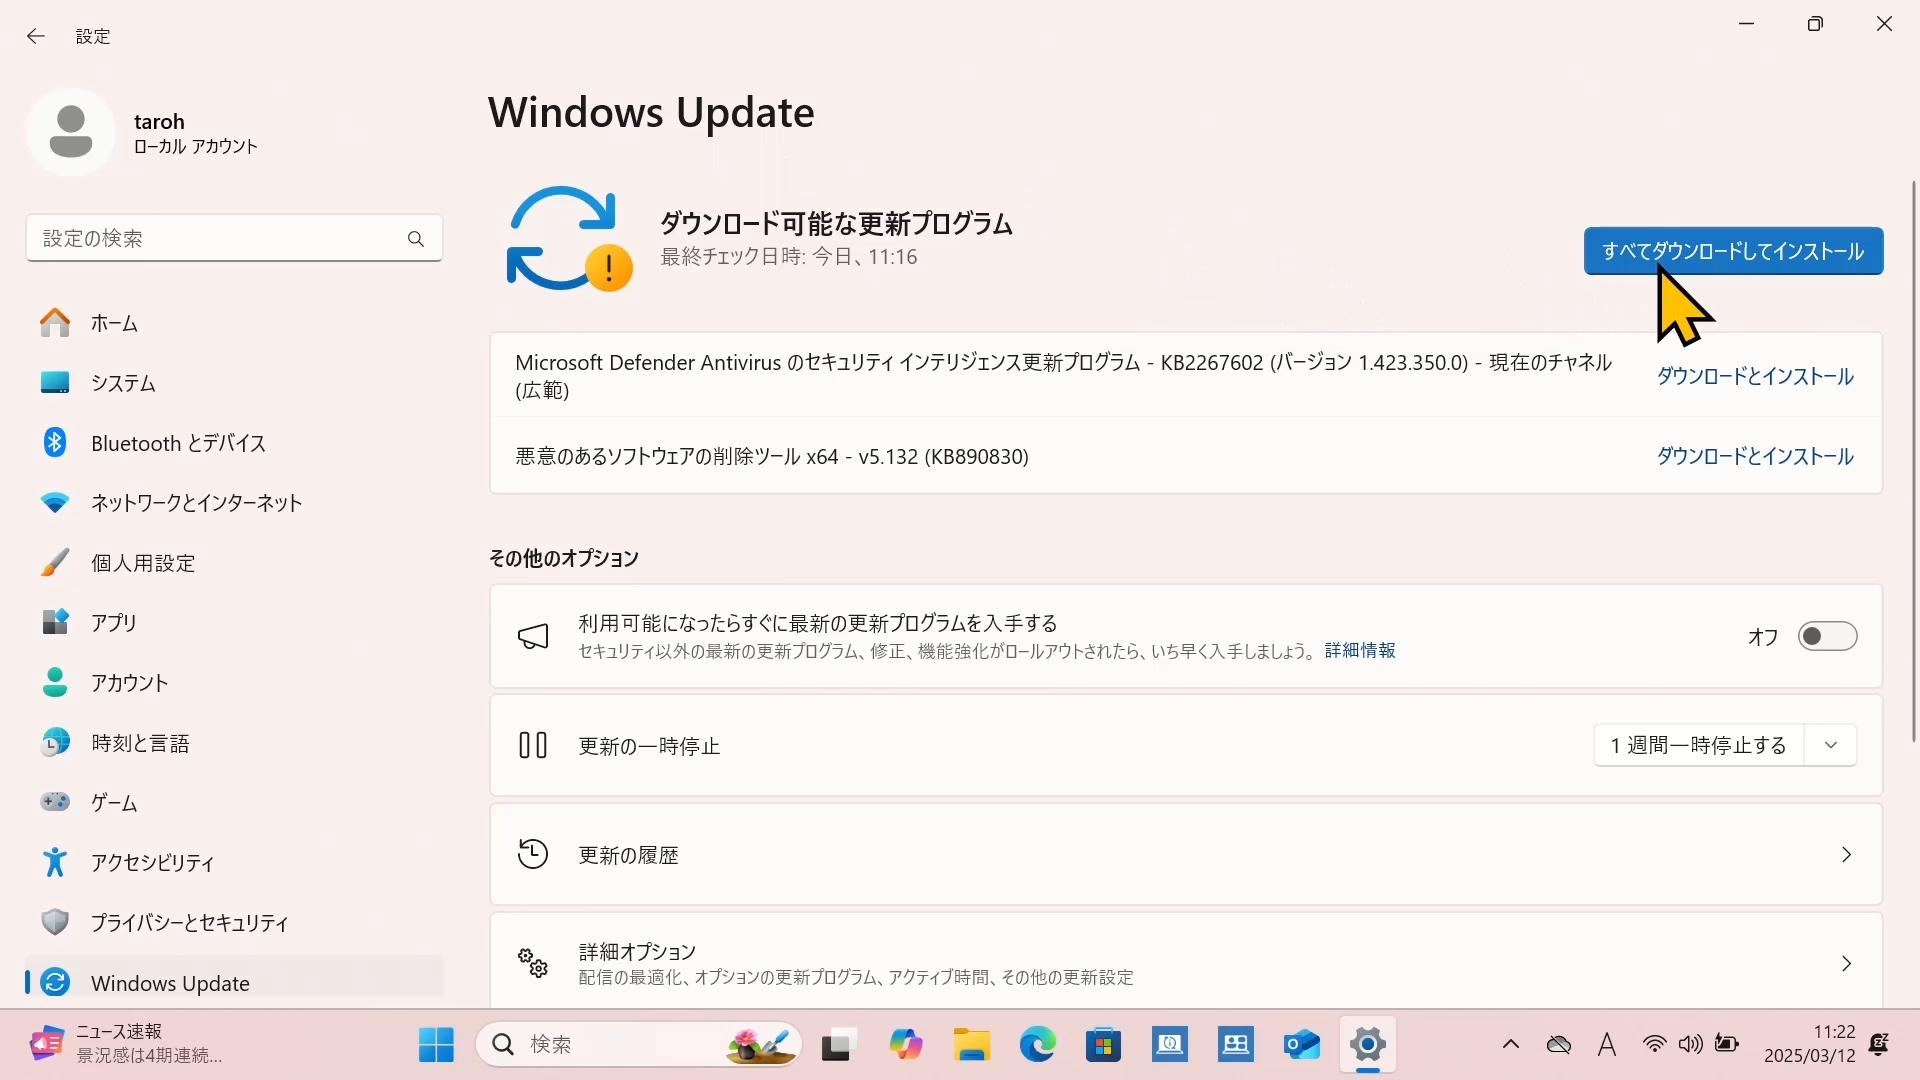 設定
taroh
ローカル アカウント
設定の検索
ホーム
システム
Bluetooth とデバイス
ネットワークとインターネット
個人用設定
アプリ
アカウント
時刻と言語
ゲーム
アクセシビリティ
プライバシーとセキュリティ
Windows Update
Windows Update
ダウンロード可能な更新プログラム
最終チェック日時: 今日、11:16
すべてダウンロードしてインストール
Microsoft Defender Antivirus のセキュリティ インテリジェンス更新プログラム - KB2267602 (バージョン 1.423.350.0) - 現在のチャネル
(広範)
ダウンロードとインストール
悪意のあるソフトウェアの削除ツール x64 - v5.132 (KB890830)
ダウンロードとインストール
その他のオプション
利用可能になったらすぐに最新の更新プログラムを入手する
セキュリティ以外の最新の更新プログラム、修正、機能強化がロールアウトされたら、いち早く入手しましょう。 詳細情報
オフ
更新の一時停止
1 週間一時停止する
更新の履歴
詳細オプション
配信の最適化、オプションの更新プログラム、アクティブ時間、その他の更新設定
ニュース速報
景況感は4期連続...
検索
A
11:22
2025/03/12